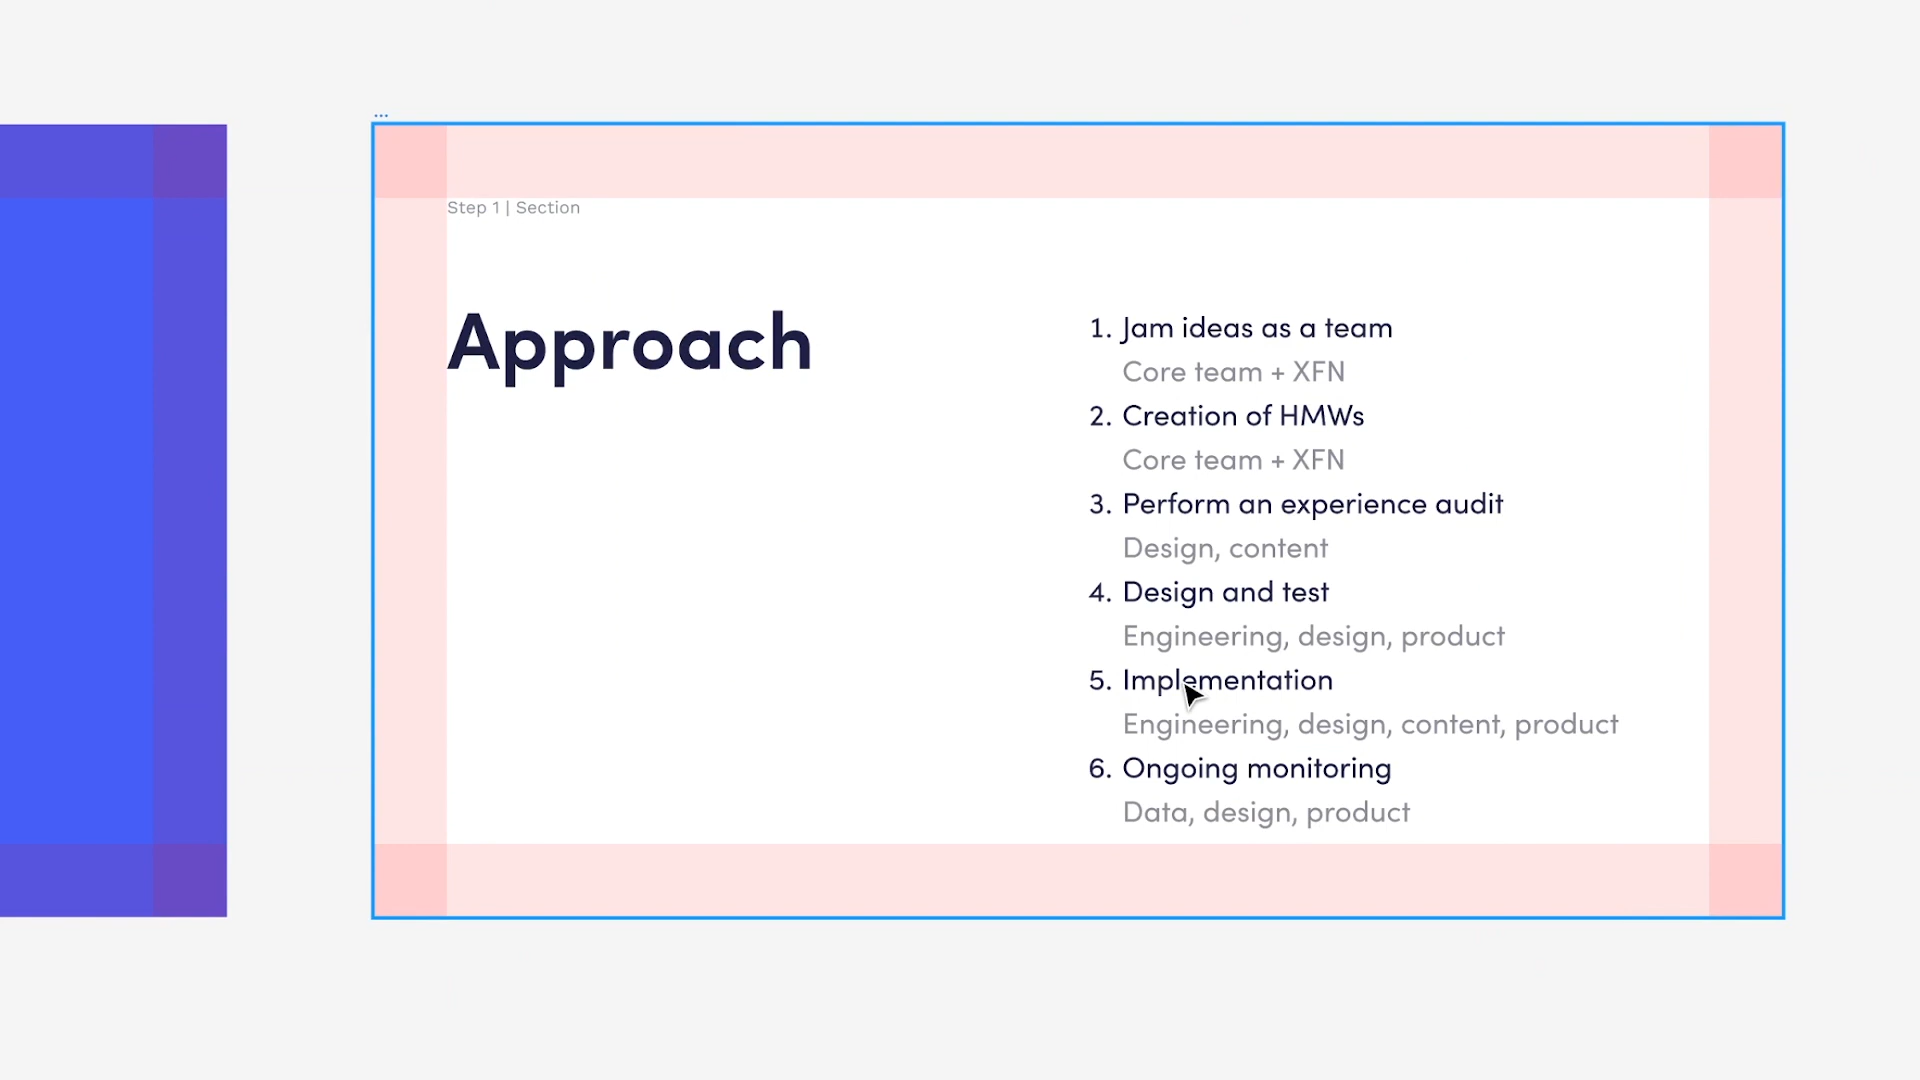 ...
Step 1 | Section
Approach
1. Jam ideas as a team
Core team + XFN
2. Creation of HMWs
Core team + XFN
3. Perform an experience audit
Design, content
4. Design and test
Engineering, design, product
5. Implementation
Engineering, design, content, product
6. Ongoing monitoring
Data, design, product